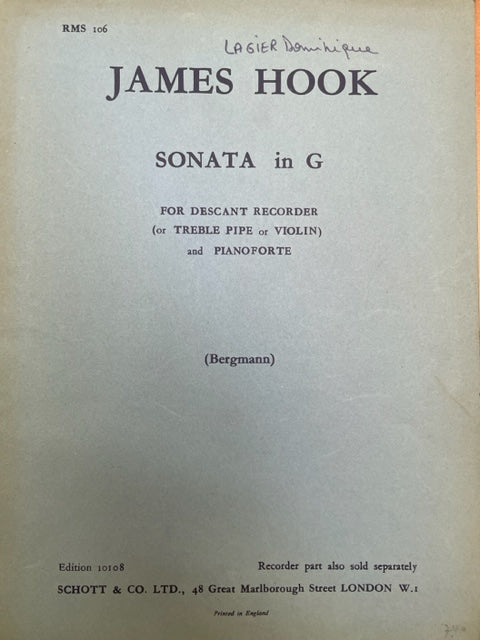 RMS 106
LAGIER Dominique
JAMES HOOK
SONATA in G
FOR DESCANT RECORDER
(or TREBLE PIPE or VIOLIN)
and PIANOFORTE
(Bergmann)
Edition 10108
Recorder part also sold separately
SCHOTT & CO. LTD., 48 Great Marlborough Street LONDON W.1
Printed in England